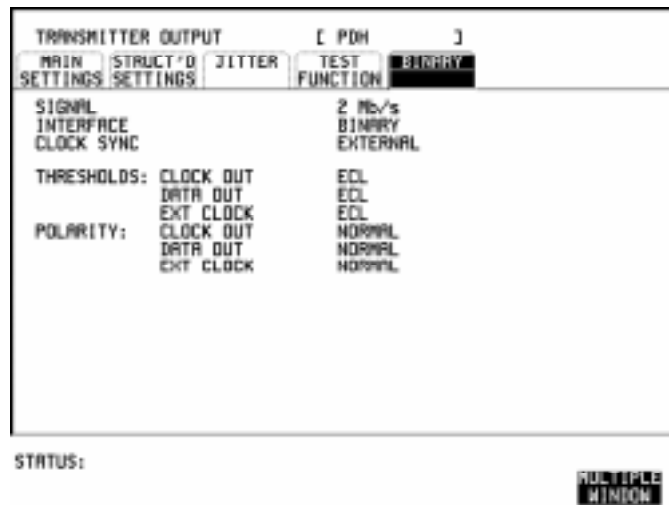 TRANSMITTER OUTPUT [ PDH ]
MAIN SETTINGS STRUCT'D SETTINGS JITTER TEST FUNCTION BINARY
SIGNAL 2 Mb/s
INTERFACE BINARY
CLOCK SYNC EXTERNAL
THRESHOLDS: CLOCK OUT ECL
DATA OUT ECL
EXT CLOCK ECL
POLARITY: CLOCK OUT NORMAL
DATA OUT NORMAL
EXT CLOCK NORMAL
STATUS:
MULTIPLE
WINDOW